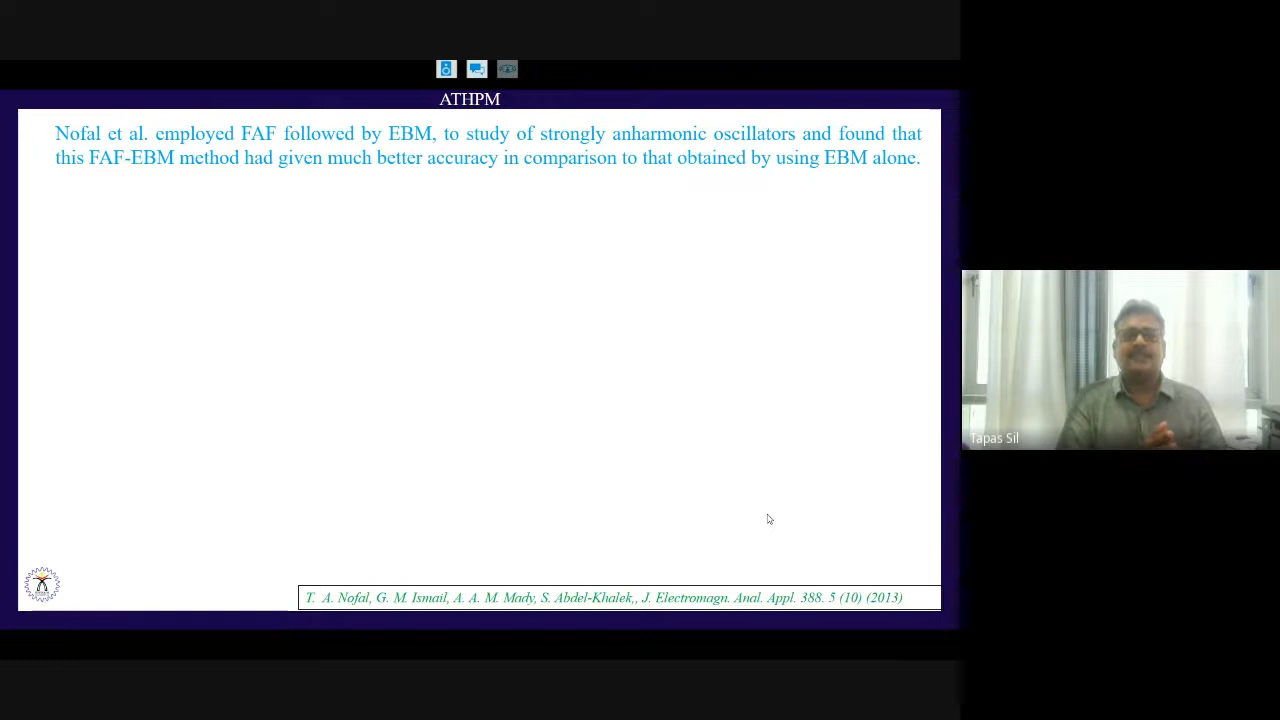 ATHPM
Nofal et al. employed FAF followed by EBM, to study of strongly anharmonic oscillators and found that
this FAF-EBM method had given much better accuracy in comparison to that obtained by using EBM alone.
Tapas Sil
T. A. Nofal, G. M. Ismail, A. A. M. Mady, S. Abdel-Khalek,, J. Electromagn. Anal. Appl. 388. 5 (10) (2013)